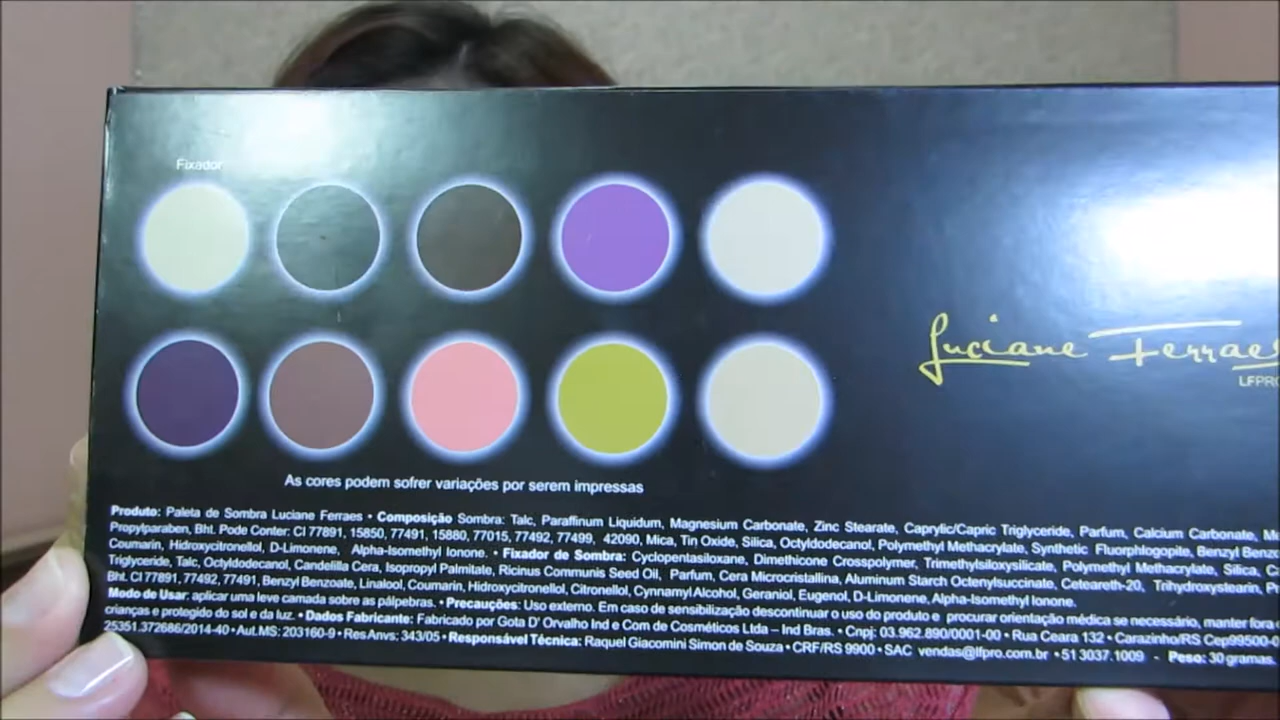 Fixador
Luciane Ferraes
LFPRO
As cores podem sofrer variações por serem impressas
Produto: Paleta de Sombra Luciane Ferraes • Composição Sombra: Talc, Paraffinum Liquidum, Magnesium Carbonate, Zinc Stearate, Caprylic/Capric Triglyceride, Parfum, Calcium Carbonate,
Propylparaben, Bht. Pode Conter: CI 77891, 15850, 77491, 15880, 77015, 77492, 77499, 42090, Mica, Tin Oxide, Silica, Octyldodecanol, Polymethyl Methacrylate, Synthetic Fluorphlogopite, Benzyl
Coumarin, Hidroxycitronellol, D-Limonene, Alpha-Isomethyl Ionone. • Fixador de Sombra: Cyclopentasiloxane, Dimethicone Crosspolymer, Trimethylsiloxysilicate, Polymethyl Methacrylate, Silica,
Triglyceride, Talc, Octyldodecanol, Candelilla Cera, Isopropyl Palmitate, Ricinus Communis Seed Oil, Parfum, Cera Microcristallina, Aluminum Starch Octenylsuccinate, Ceteareth-20, Trihydroxystearin,
Bht. CI 77891, 77492, 77491, Benzyl Benzoate, Linalool, Coumarin, Hidroxycitronellol, Citronellol, CynnamylAlcohol, Geraniol, Eugenol, D-Limonene, Alpha-Isomethyl Ionone.
Modo de Usar: aplicar uma leve camada sobre as pálpebras. • Precauções: Uso externo. Em caso de sensibilização descontinuar o uso do produto e procurar orientação médica se necessário, manter fora
crianças e protegido do sol e da luz. • Dados Fabricante: Fabricado por Gota D' Orvalho Ind e Com de Cosméticos Ltda – Ind Bras. • Cnpj: 03.962.890/0001-00 • Rua Ceara 132 • Carazinho/RS Cep99500-
25351.372686/2014-40 • Aut.MS: 203160-9 • Res Anvs: 343/05 • Responsável Técnica: Raquel Giacomini Simon de Souza • CRF/RS 9900 • SAC vendas@lfpro.com.br • 51 3037.1009 - Peso: 30 gramas.